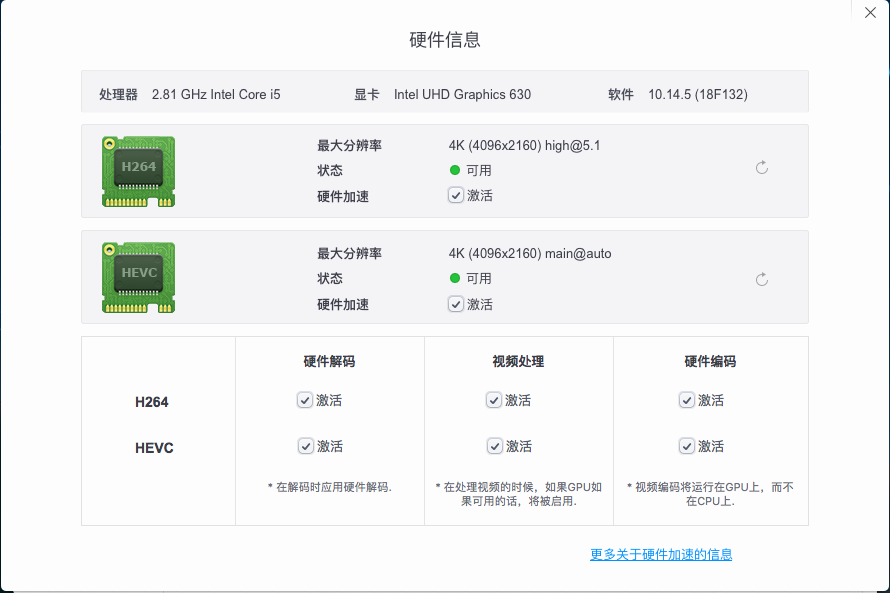 硬件信息
处理器 2.81 GHz Intel Core i5 显卡 Intel UHD Graphics 630 软件 10.14.5 (18F132)
H264
最大分辨率 4K (4096x2160) high@5.1
状态 可用
硬件加速 激活
HEVC
最大分辨率 4K (4096x2160) main@auto
状态 可用
硬件加速 激活
硬件解码 视频处理 硬件编码
H264 激活 激活 激活
HEVC 激活 激活 激活
* 在解码时应用硬件解码.
* 在处理视频的时候，如果GPU如
果可用的话，将被启用.
* 视频编码将运行在GPU上，而不
在CPU上.
更多关于硬件加速的信息